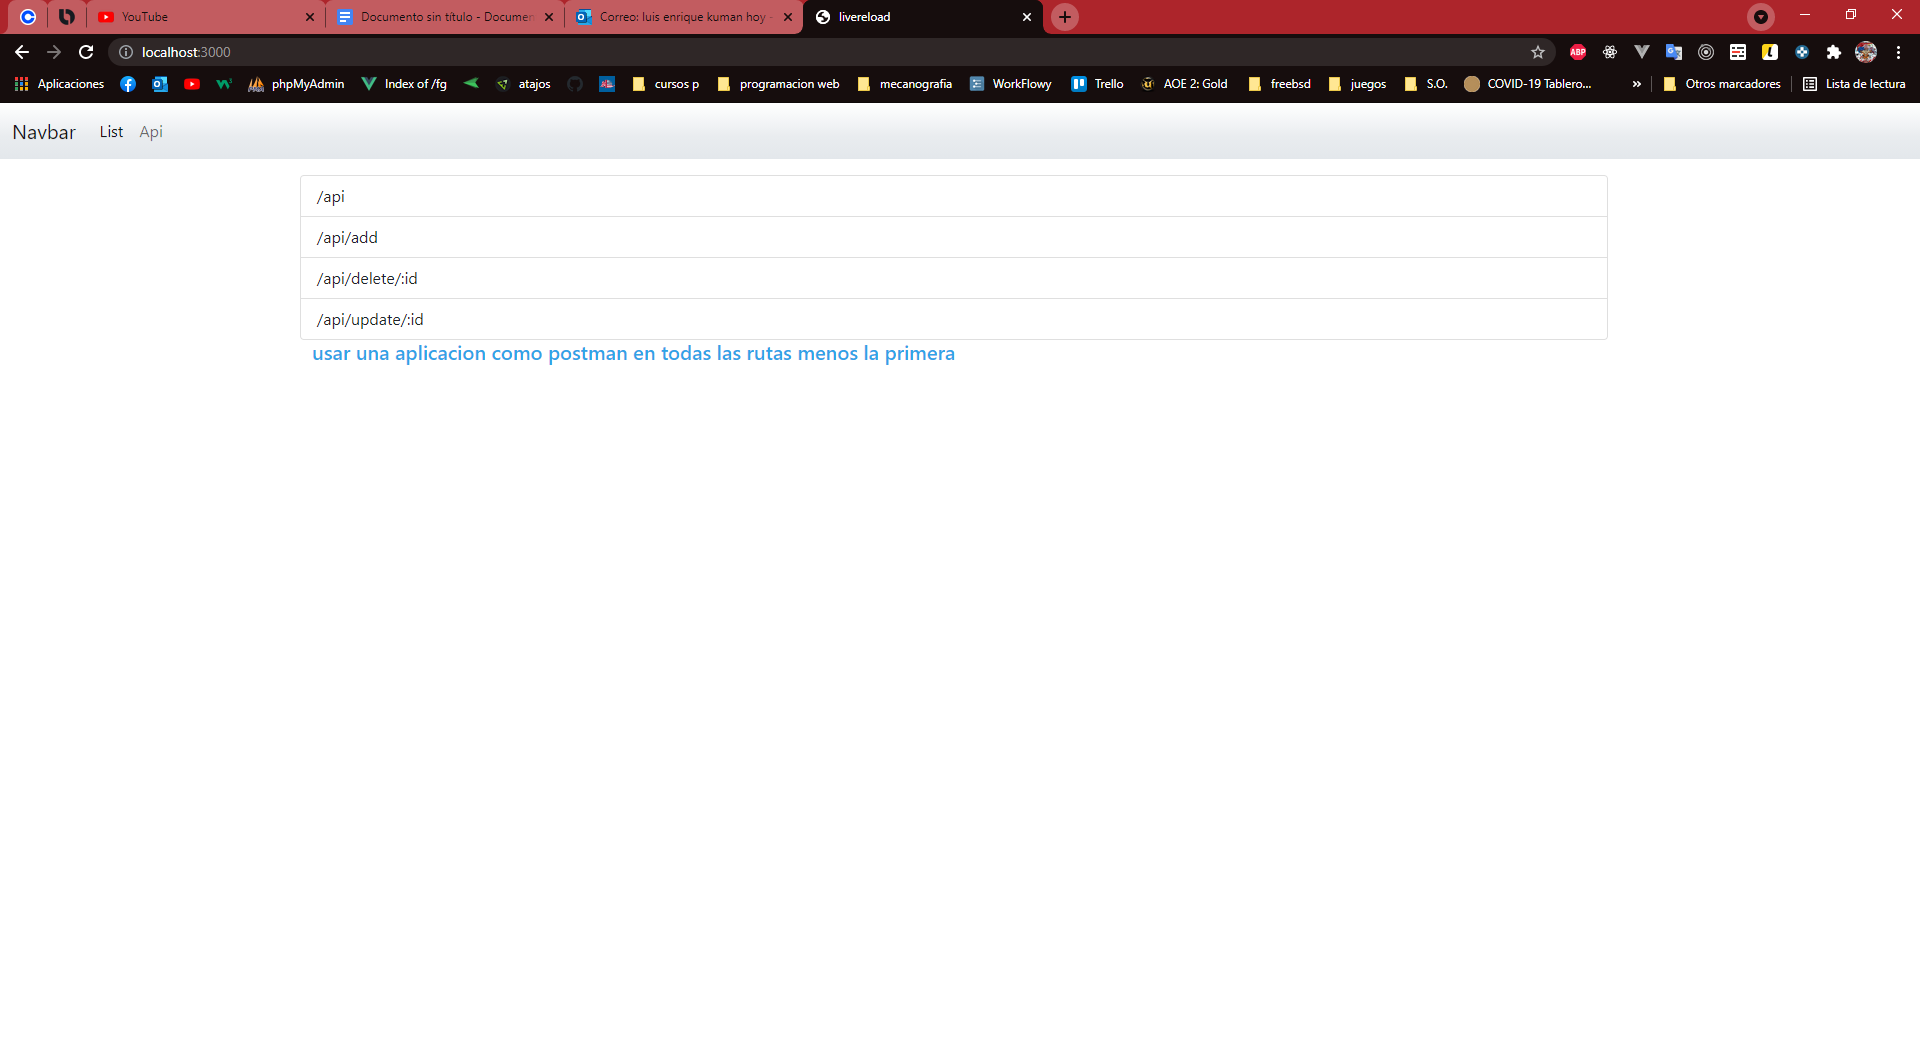 YouTube
Documento sin título - Documen
Correo: luis enrique kuman hoy
livereload
localhost:3000
ABP
Aplicaciones
phpMyAdmin
Index of /fg
atajos
cursos p
programacion web
mecanografia
WorkFlowy
Trello
AOE 2: Gold
freebsd
juegos
S.O.
COVID-19 Tablero...
»
Otros marcadores
Lista de lectura
Navbar
List
Api
/api
/api/add
/api/delete/:id
/api/update/:id
usar una aplicacion como postman en todas las rutas menos la primera